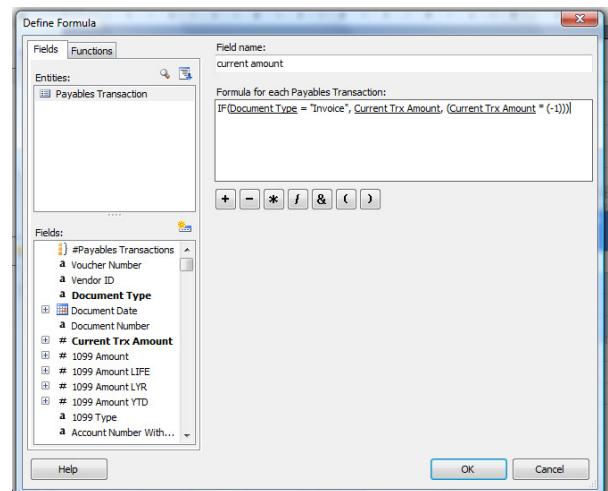 Define Formula
Fields
Functions
Entities:
Payables Transaction
Fields:
#Payables Transactions
a Voucher Number
a Vendor ID
a Document Type
Document Date
a Document Number
# Current Trx Amount
# 1099 Amount
# 1099 Amount LIFE
# 1099 Amount LYR
# 1099 Amount YTD
a 1099 Type
a Account Number With...
Field name:
current amount
Formula for each Payables Transaction:
IF(Document Type = "Invoice", Current Trx Amount, (Current Trx Amount * (-1)))
+ - * / & ( )
Help
OK
Cancel